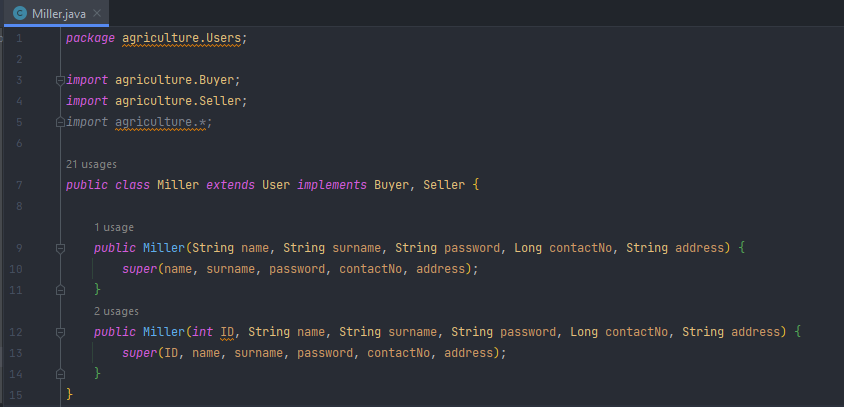 Miller.java
1 package agriculture.Users;
2
3 import agriculture.Buyer;
4 import agriculture.Seller;
5 import agriculture.*;
6
21 usages
7 public class Miller extends User implements Buyer, Seller {
8
1 usage
9 public Miller(String name, String surname, String password, Long contactNo, String address) {
10 super(name, surname, password, contactNo, address);
11 }
2 usages
12 public Miller(int ID, String name, String surname, String password, Long contactNo, String address) {
13 super(ID, name, surname, password, contactNo, address);
14 }
15 }